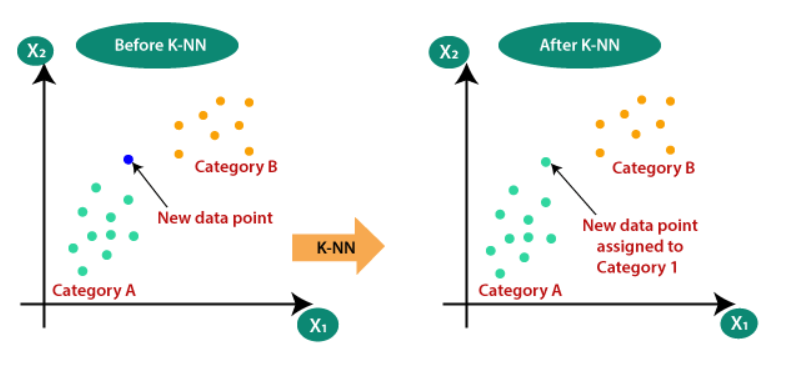 X₂
Before K-NN
Category B
New data point
Category A
X₁
K-NN
X₂
After K-NN
Category B
New data point
assigned to
Category 1
Category A
X₁